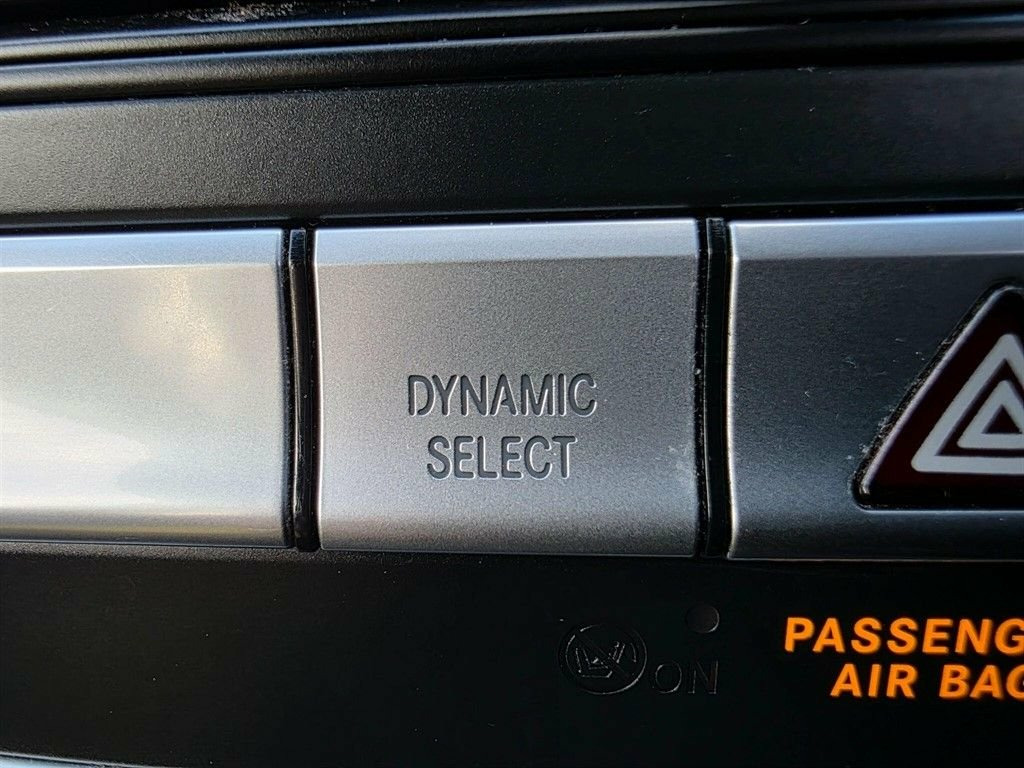 DYNAMIC
SELECT
ON
PASSENG
AIR BAG